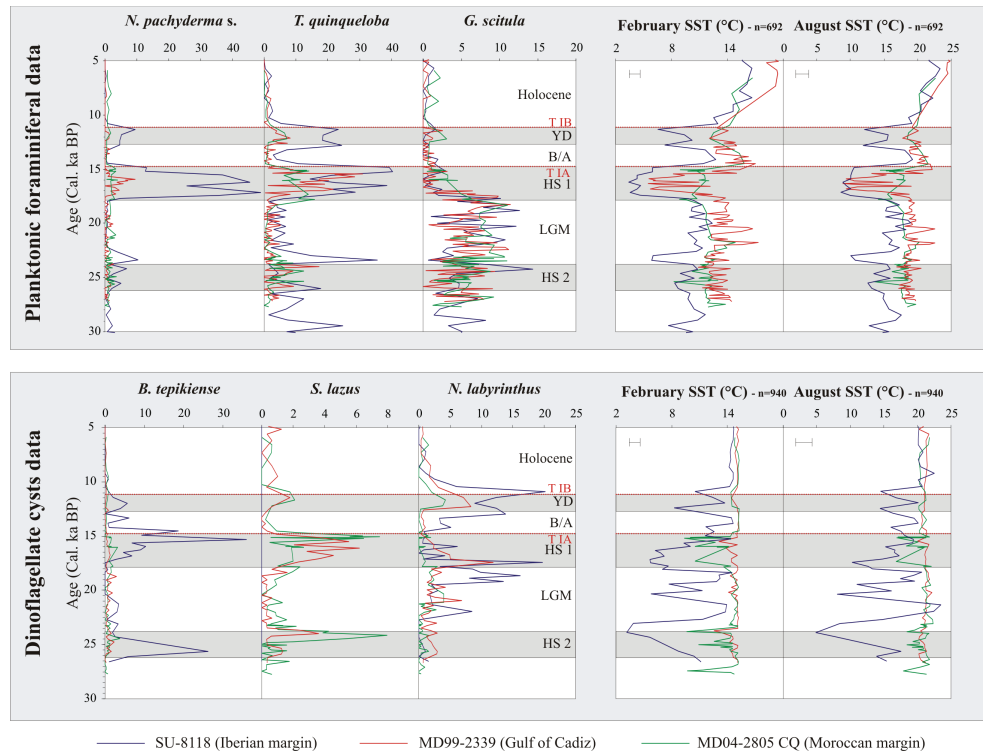 N. pachyderma s. T. quinqueloba G. scitula February SST (°C) - n=692 August SST (°C) - n=692
0 10 20 30 40 50 0 10 20 30 40 50 0 5 10 15 20 2 8 14 0 5 10 15 20 25
Planktonic foraminiferal data
Age (Cal. ka BP)
5
Holocene
10
T IB
YD
B/A
15
T IA
HS 1
20
LGM
25
HS 2
30
B. tepikiense S. lazus N. labyrinthus February SST (°C) - n=940 August SST (°C) - n=940
0 10 20 30 0 2 4 6 8 10 0 5 10 15 20 25 2 8 14 0 5 10 15 20 25
Dinoflagellate cysts data
Age (Cal. ka BP)
5
Holocene
10
T IB
YD
B/A
15
T IA
HS 1
20
LGM
25
HS 2
30
SU-8118 (Iberian margin) MD99-2339 (Gulf of Cadiz) MD04-2805 CQ (Moroccan margin)